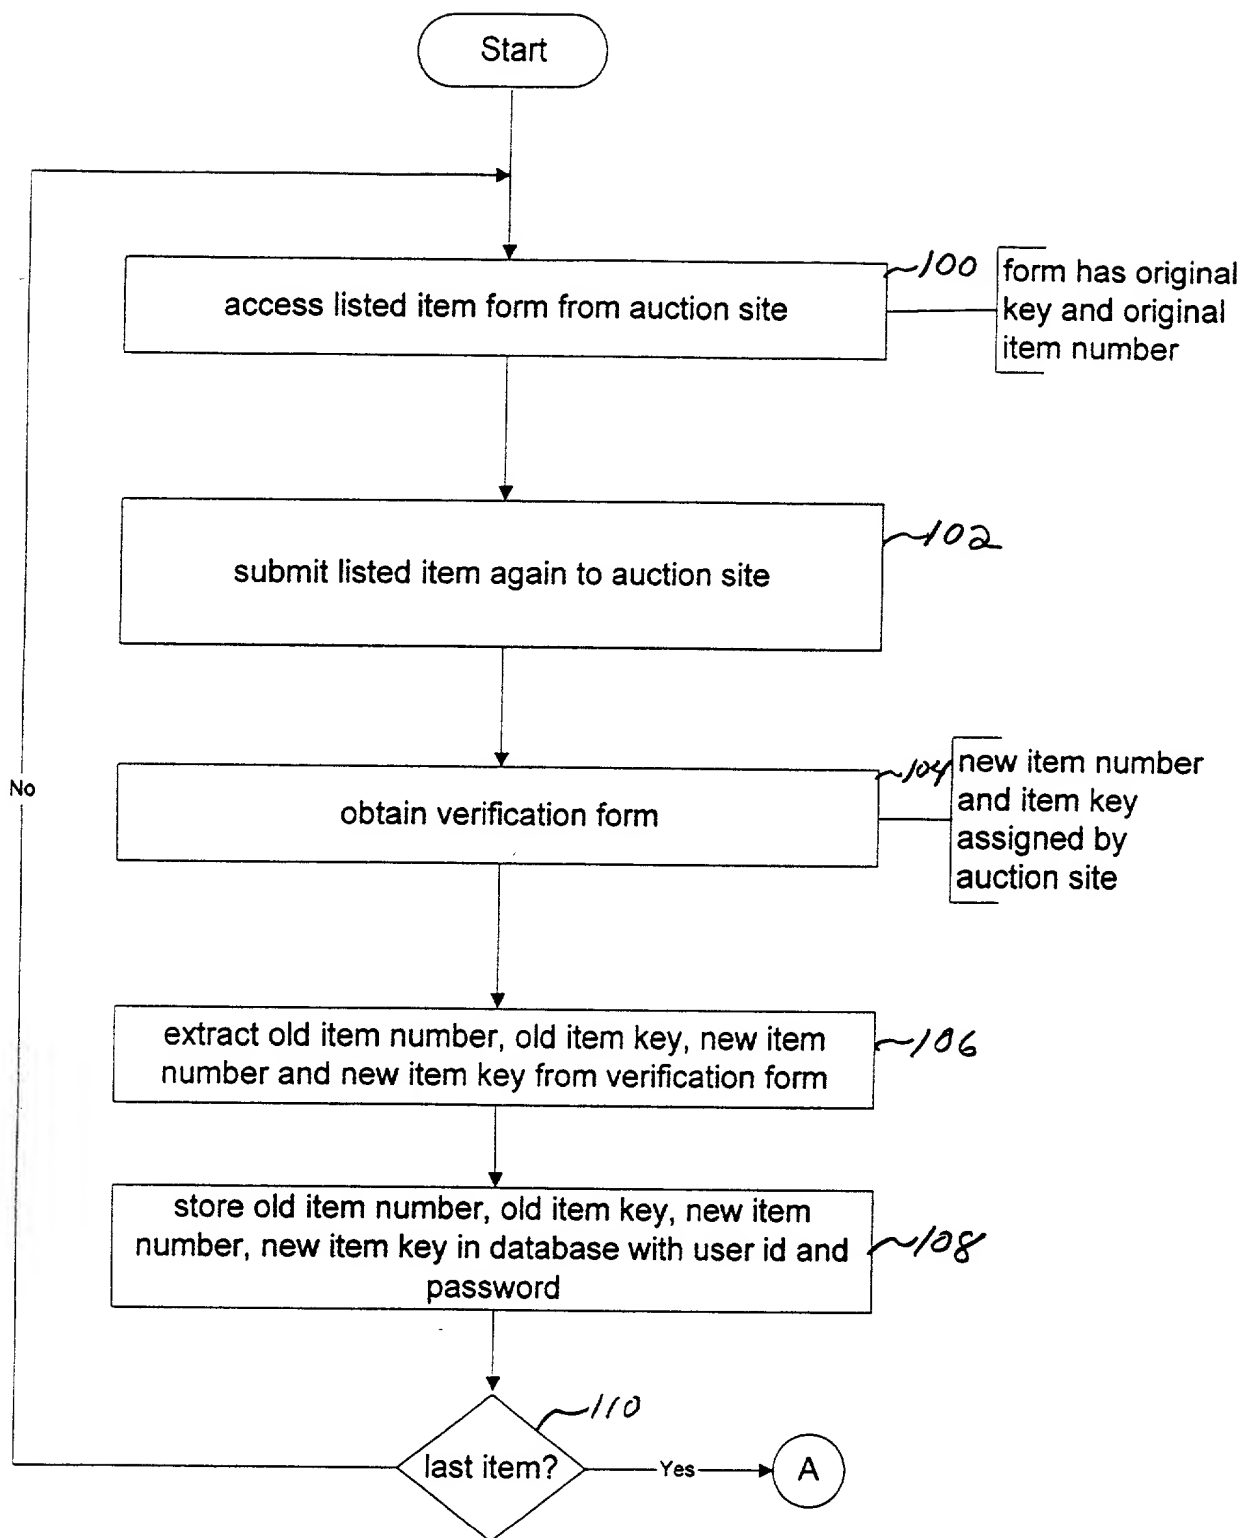 Start
access listed item form from auction site
100
form has original
key and original
item number
submit listed item again to auction site
102
obtain verification form
104
new item number
and item key
assigned by
auction site
No
extract old item number, old item key, new item
number and new item key from verification form
106
store old item number, old item key, new item
number, new item key in database with user id and
password
108
last item?
110
Yes
A